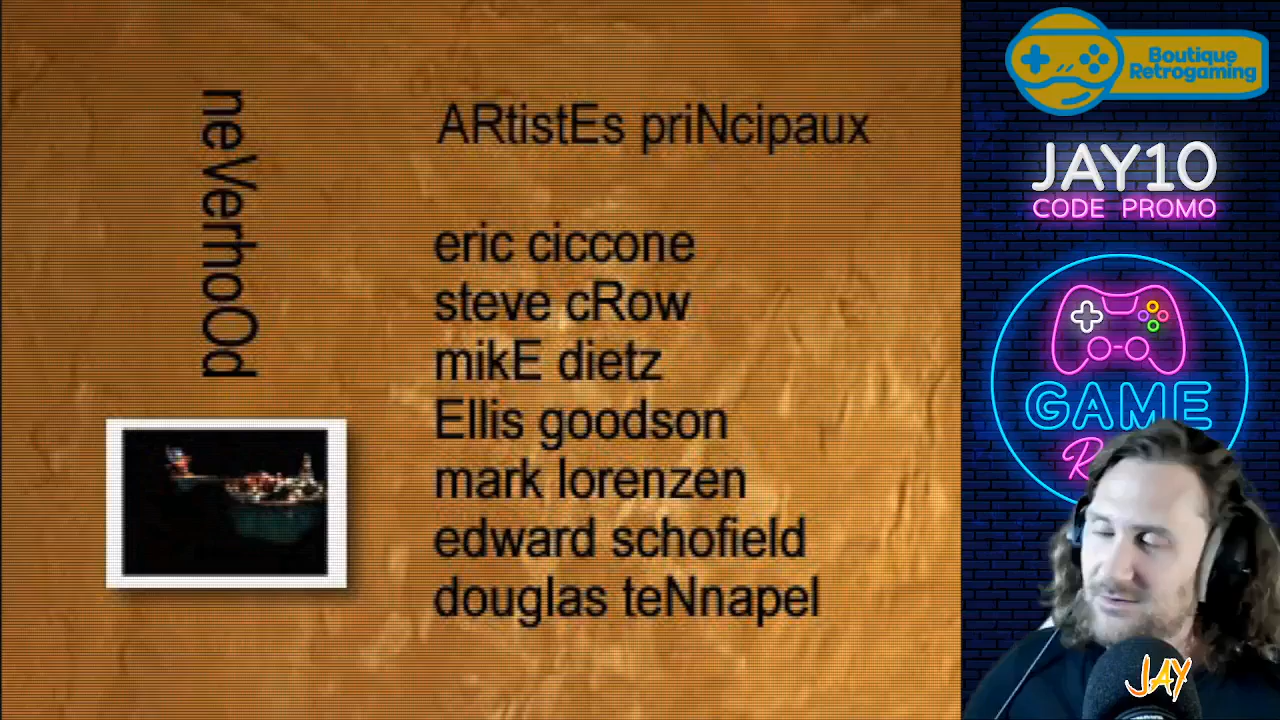 neVerhoOd
ARtistEs priNcipaux
eric ciccone
steve cRow
mikE dietz
Ellis goodson
mark lorenzen
edward schofield
douglas teNnapel
Boutique
Retrogaming
JAY10
CODE PROMO
GAME
JAY